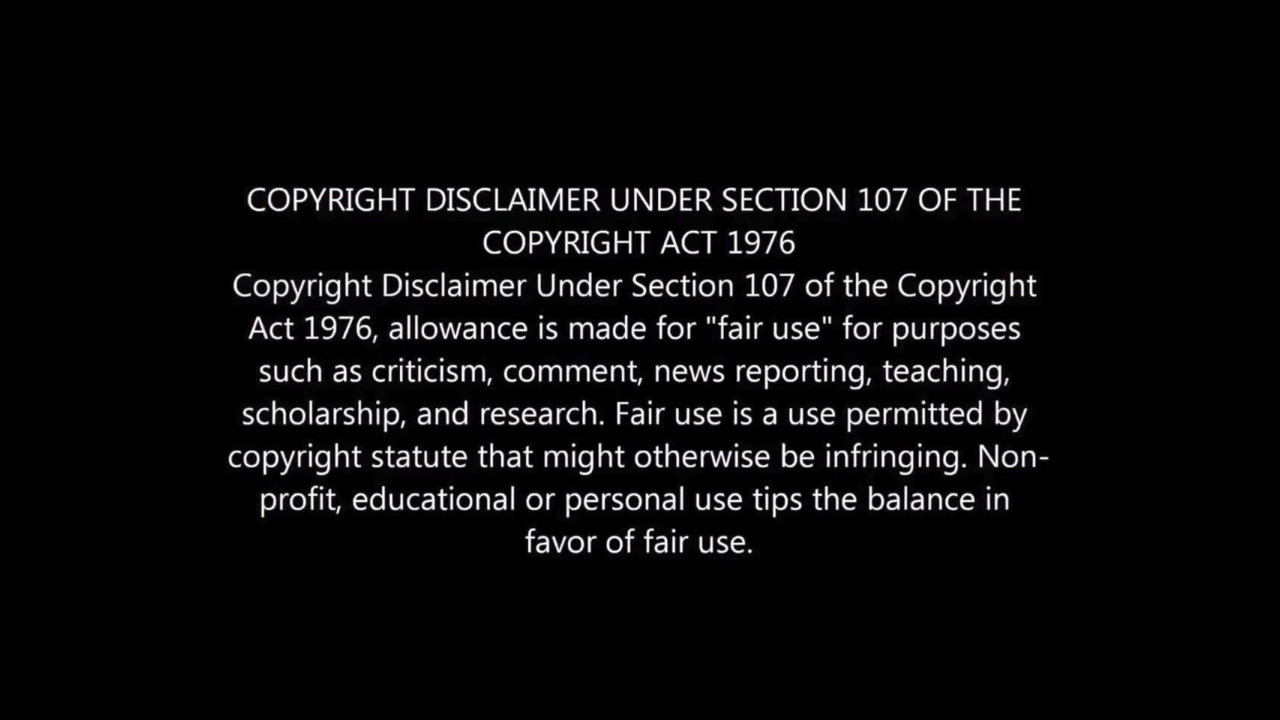 COPYRIGHT DISCLAIMER UNDER SECTION 107 OF THE
COPYRIGHT ACT 1976
Copyright Disclaimer Under Section 107 of the Copyright
Act 1976, allowance is made for "fair use" for purposes
such as criticism, comment, news reporting, teaching,
scholarship, and research. Fair use is a use permitted by
copyright statute that might otherwise be infringing. Non-
profit, educational or personal use tips the balance in
favor of fair use.